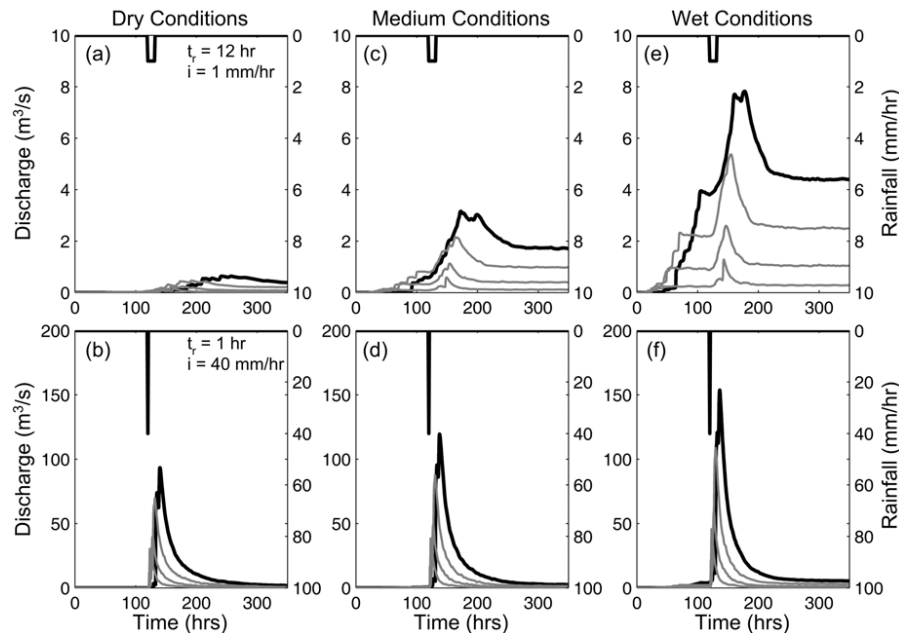 Dry Conditions Medium Conditions Wet Conditions
10 0 10 0 10 0
(a) t_r = 12 hr (c) (e)
i = 1 mm/hr
8 2 8 2 8 2
6 4 6 4 6 4
4 6 4 6 4 6
2 8 2 8 2 8
0 10 0 10 0 10
Discharge (m³/s) Rainfall (mm/hr)
0 100 200 300 0 100 200 300 0 100 200 300
200 0 200 0 200 0
(b) t_r = 1 hr (d) (f)
i = 40 mm/hr
150 20 150 20 150 20
40 40 40
100 100 100
60 60 60
50 80 50 80 50 80
0 100 0 100 0 100
Discharge (m³/s) Rainfall (mm/hr)
0 100 200 300 0 100 200 300 0 100 200 300
Time (hrs) Time (hrs) Time (hrs)